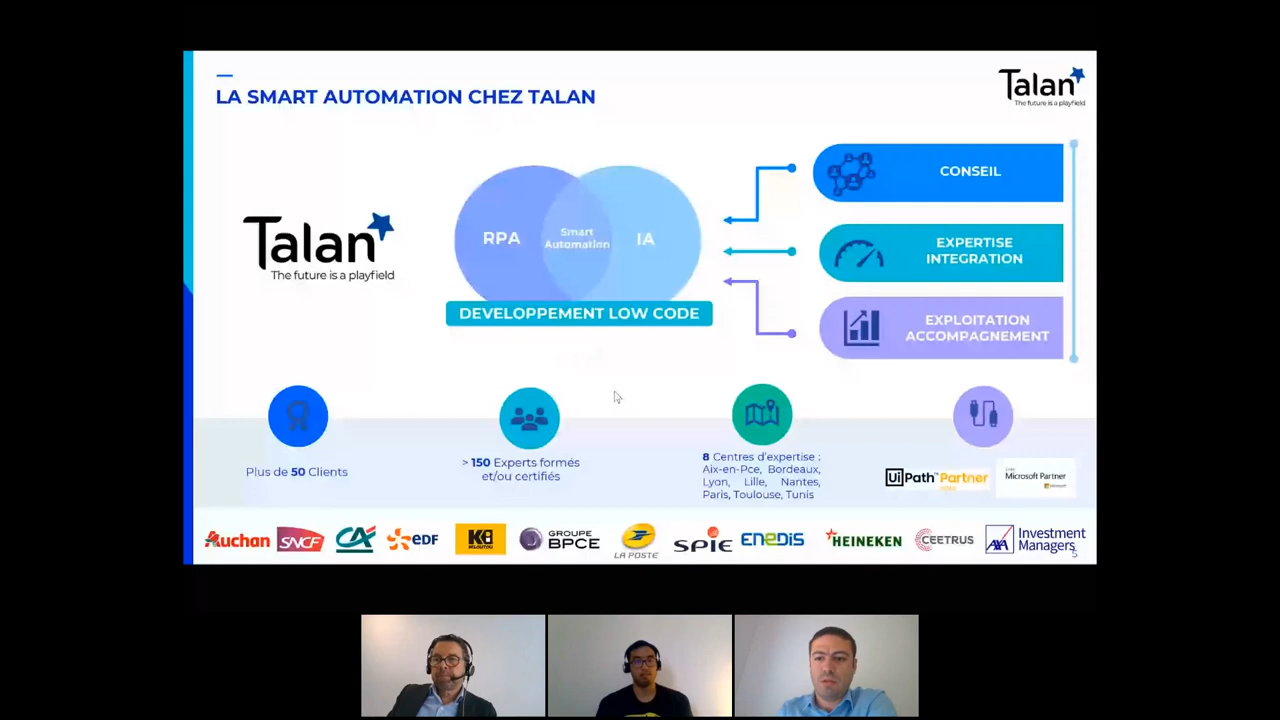 LA SMART AUTOMATION CHEZ TALAN
Talan
The future is a playfield
Talan
The future is a playfield
RPA
Smart
Automation
IA
DEVELOPPEMENT LOW CODE
CONSEIL
EXPERTISE
INTEGRATION
EXPLOITATION
ACCOMPAGNEMENT
Plus de 50 Clients
> 150 Experts formés
et/ou certifiés
8 Centres d'expertise :
Aix-en-Pce, Bordeaux,
Lyon, Lille, Nantes,
Paris, Toulouse, Tunis
UiPath Partner
Microsoft Partner
Auchan
SNCF
CA
EDF
GROUPE
BPCE
LA POSTE
SPIE
ENEDIS
HEINEKEN
CEETRUS
AXA
Investment
Managers
5